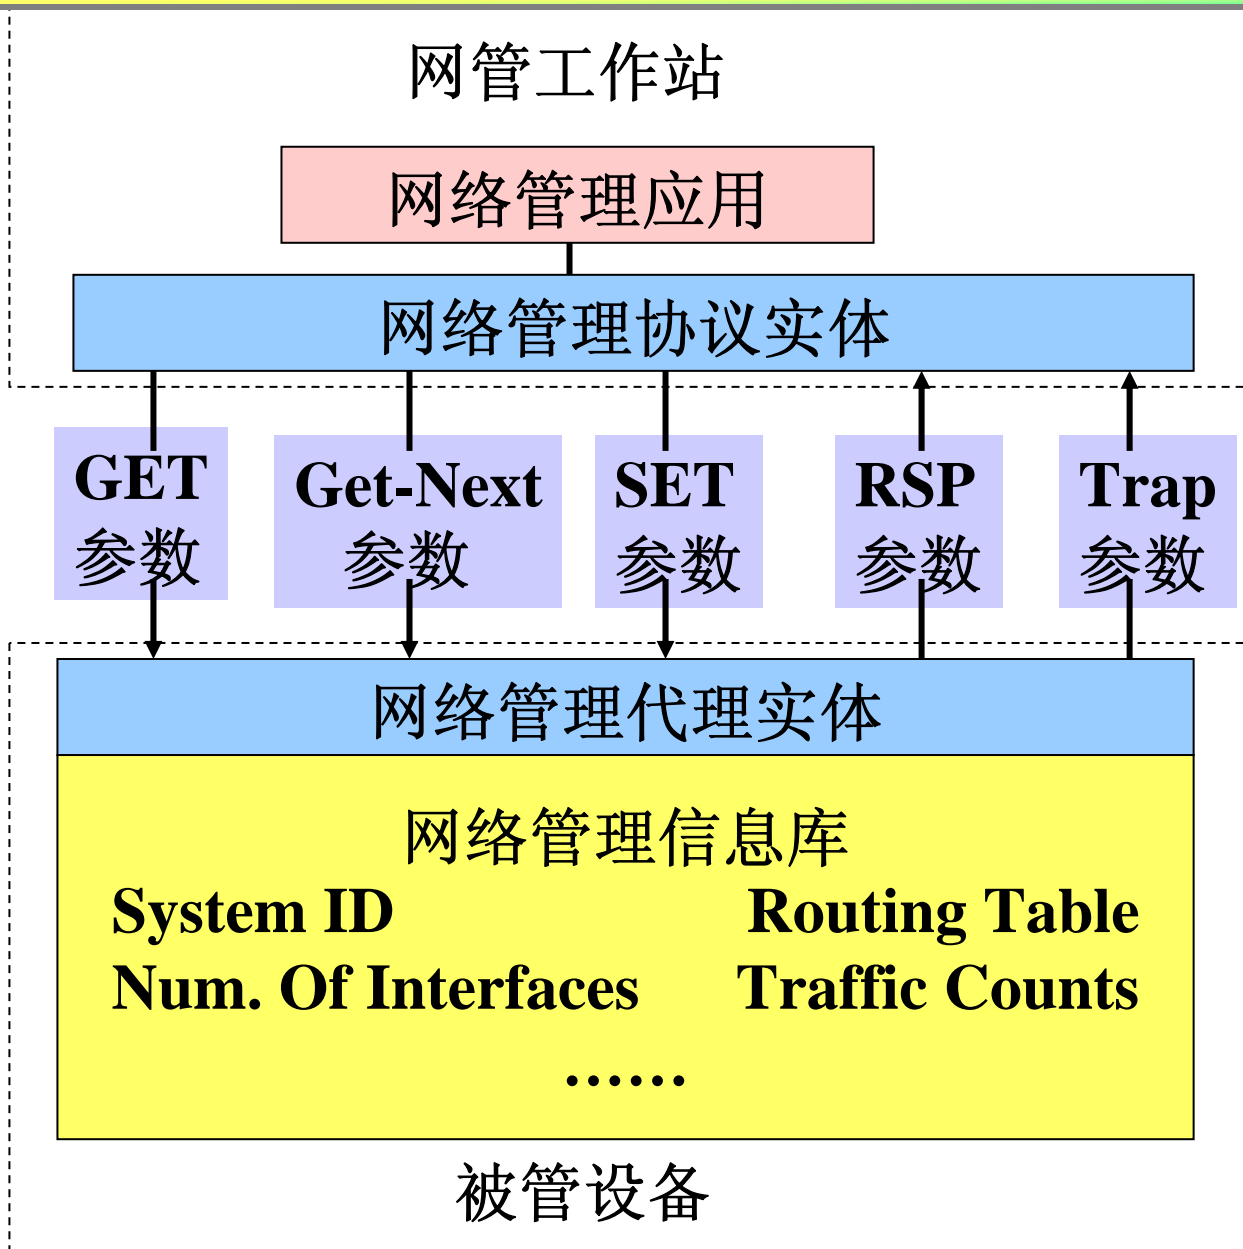 网管工作站
网络管理应用
网络管理协议实体
GET
参数
Get-Next
参数
SET
参数
RSP
参数
Trap
参数
网络管理代理实体
网络管理信息库
System ID
Routing Table
Num. Of Interfaces
Traffic Counts
······
被管设备